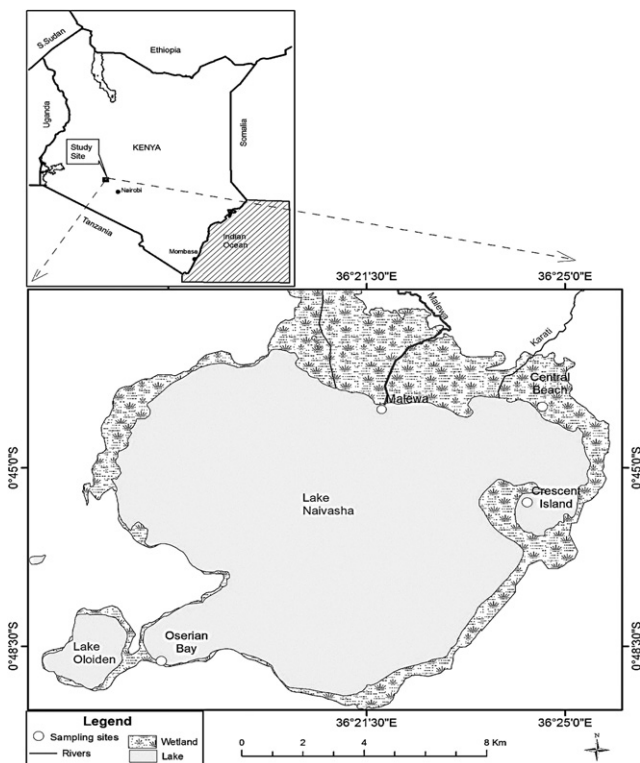 S.Sudan
Ethiopia
Uganda
Somalia
KENYA
Study
Site
Nairobi
Tanzania
Mombasa
Indian
Ocean
36°21'30"E
36°25'0"E
Malewa
Karati
Central
Beach
Malewa
0°45'0"S
0°45'0"S
Lake
Naivasha
Crescent
Island
0°48'30"S
0°48'30"S
Oserian
Bay
Lake
Oloiden
36°21'30"E
36°25'0"E
Legend
Sampling sites
Wetland
Rivers
Lake
0 2 4 6 8 Km
N